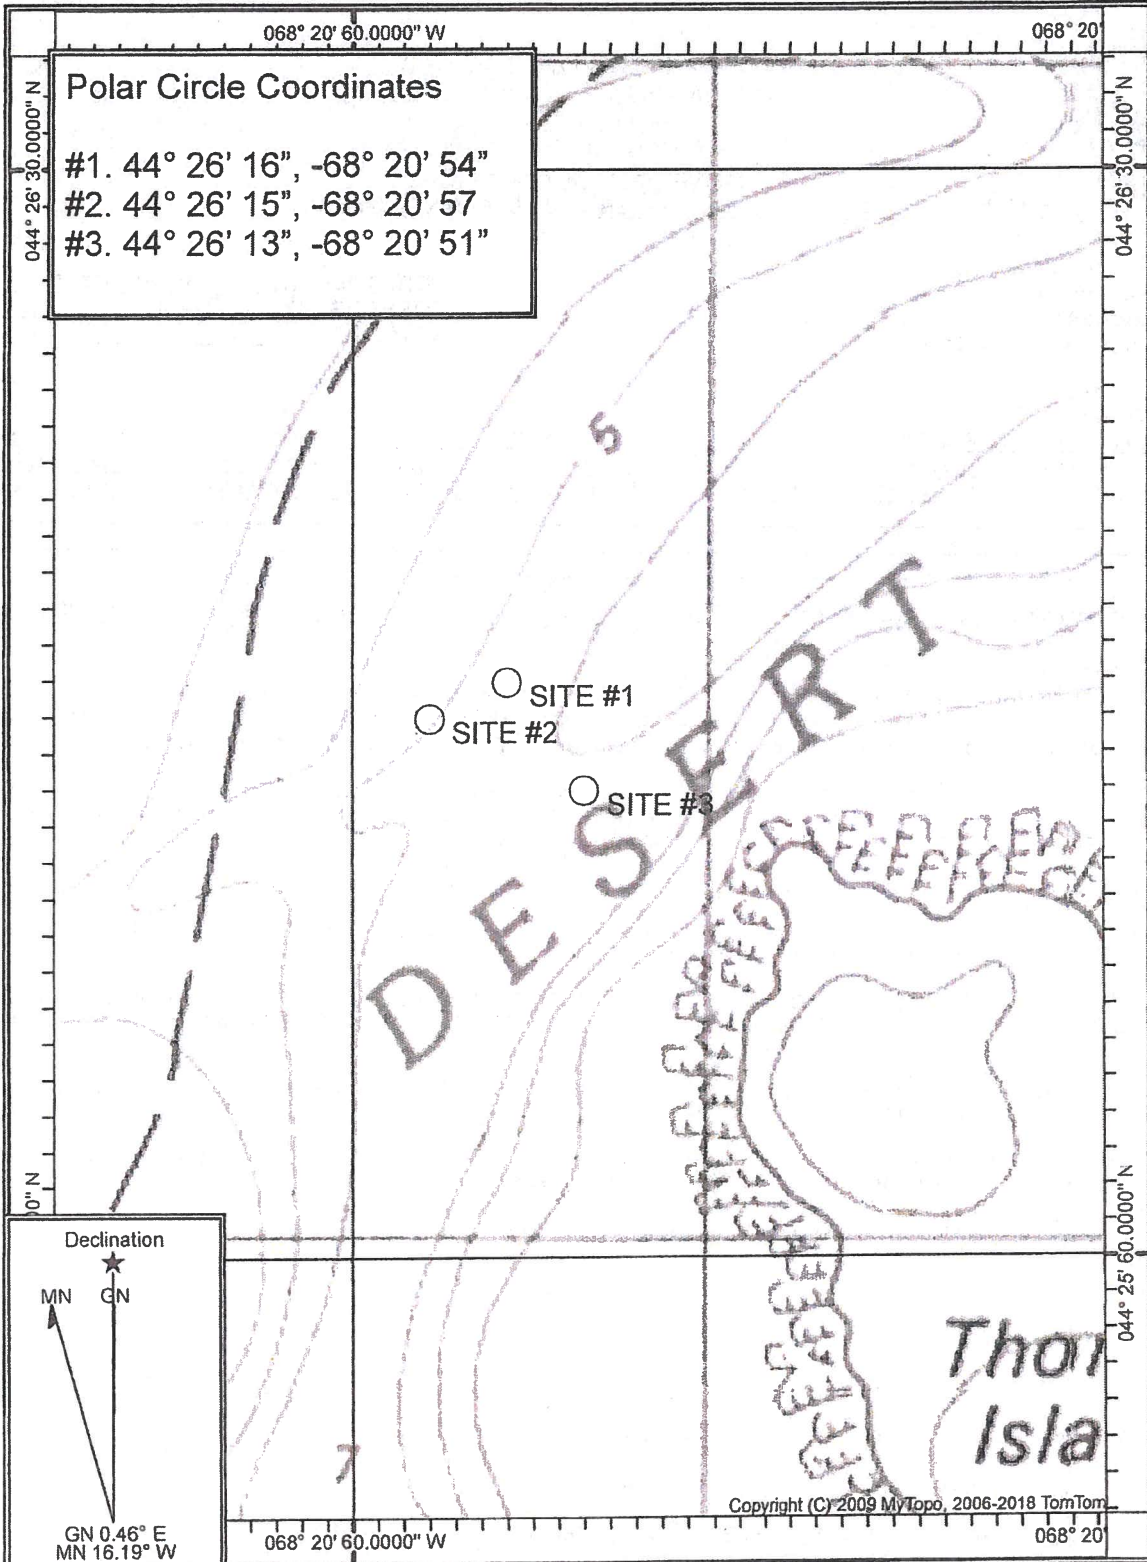 068° 20' 60.0000" W
068° 20'
Polar Circle Coordinates
#1. 44° 26' 16”, -68° 20' 54”
#2. 44° 26' 15”, -68° 20' 57
#3. 44° 26' 13”, -68° 20' 51”
044° 26' 30.0000" N
044° 26' 30.0000" N
5
SITE #1
SITE #2
SITE #3
DESERT
0" N
044° 25' 60.0000" N
Declination
MN GN
GN 0.46° E
MN 16.19° W
7
Thor
Isla
Copyright (C) 2009 MyTopo, 2006-2018 TomTom
068° 20' 60.0000" W
068° 20'